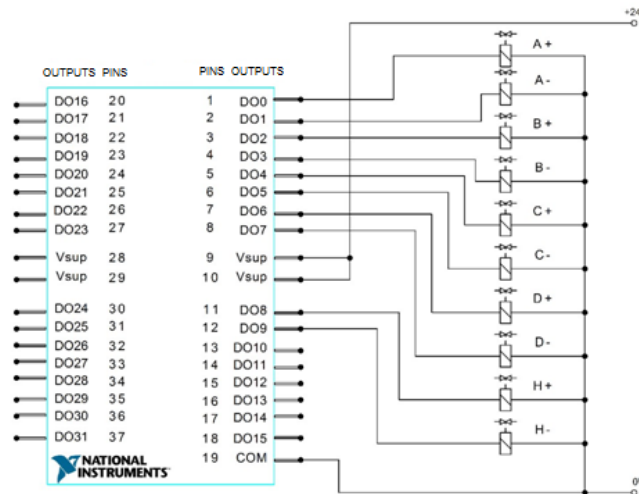 +24
OUTPUTS PINS PINS OUTPUTS
DO16 20 1 DO0
DO17 21 2 DO1
DO18 22 3 DO2
DO19 23 4 DO3
DO20 24 5 DO4
DO21 25 6 DO5
DO22 26 7 DO6
DO23 27 8 DO7
Vsup 28 9 Vsup
Vsup 29 10 Vsup
DO24 30 11 DO8
DO25 31 12 DO9
DO26 32 13 DO10
DO27 33 14 DO11
DO28 34 15 DO12
DO29 35 16 DO13
DO30 36 17 DO14
DO31 37 18 DO15
19 COM
NATIONAL
INSTRUMENTS
A+
A-
B+
B-
C+
C-
D+
D-
H+
H-